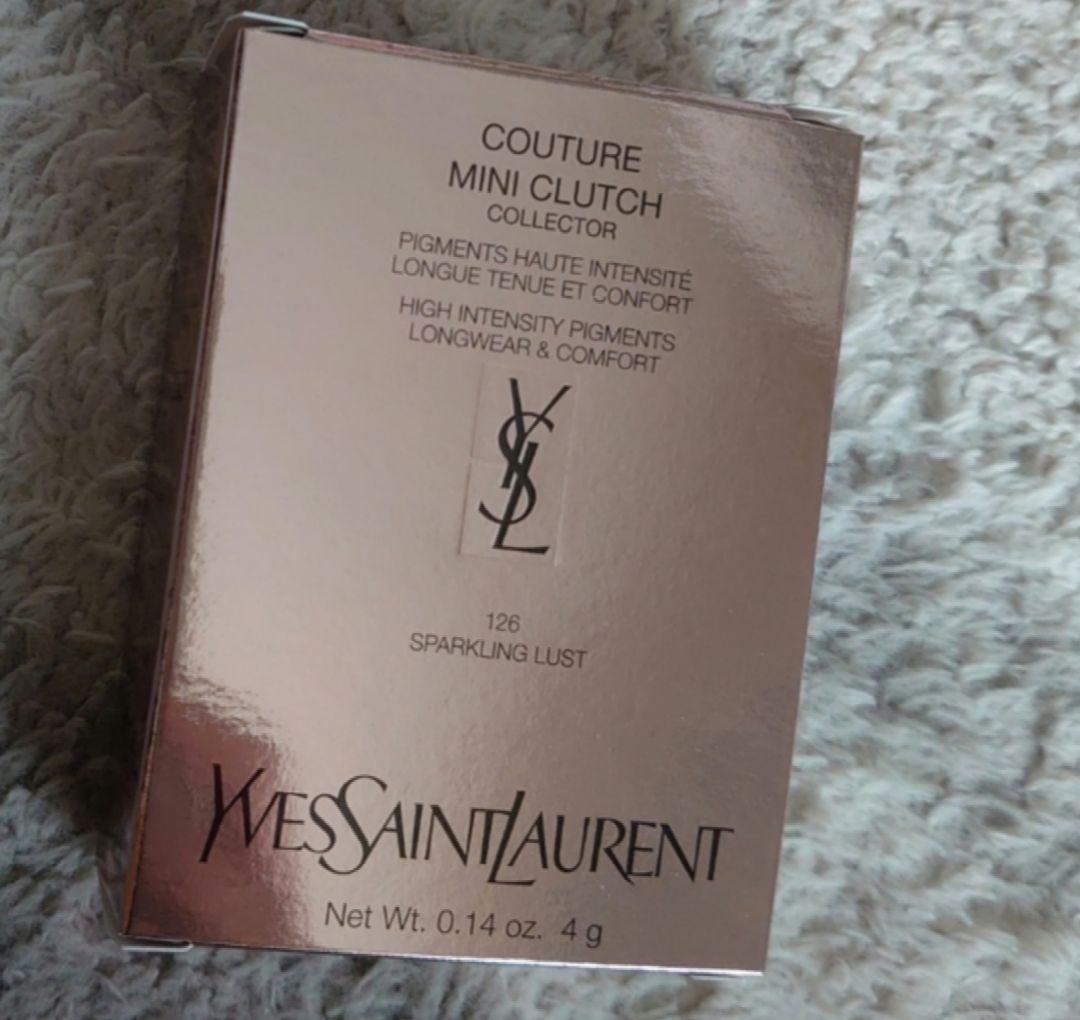 COUTURE
MINI CLUTCH
COLLECTOR
PIGMENTS HAUTE INTENSITÉ
LONGUE TENUE ET CONFORT
HIGH INTENSITY PIGMENTS
LONGWEAR & COMFORT
YSL
126
SPARKLING LUST
YVESSAINTLAURENT
Net Wt. 0.14 oz. 4 g